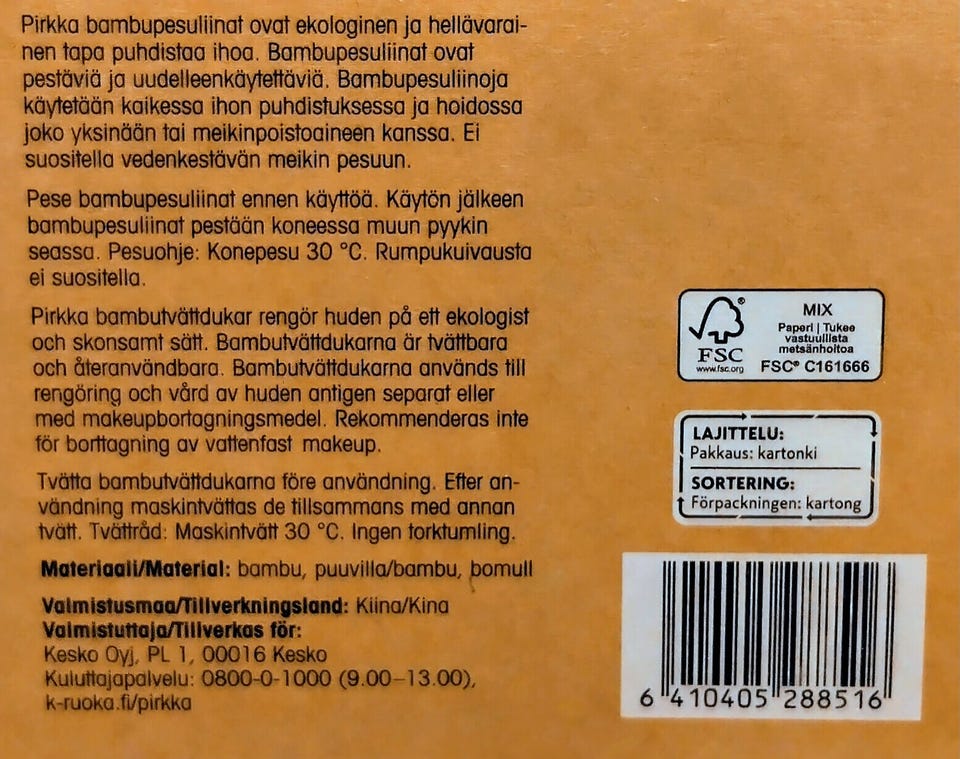 Pirkka bambupesuliinat ovat ekologinen ja hellävarai-
nen tapa puhdistaa ihoa. Bambupesuliinat ovat
pestäviä ja uudelleenkäytettäviä. Bambupesuliinoja
käytetään kaikessa ihon puhdistuksessa ja hoidossa
joko yksinään tai meikinpoistoaineen kanssa. Ei
suositella vedenkestävän meikin pesuun.
Pese bambupesuliinat ennen käyttöä. Käytön jälkeen
bambupesuliinat pestään koneessa muun pyykin
seassa. Pesuohje: Konepesu 30 °C. Rumpukuivausta
ei suositella.
Pirkka bambutvättdukar rengör huden på ett ekologist
och skonsamt sätt. Bambutvättdukarna är tvättbara
och återanvändbara. Bambutvättdukarna används till
rengöring och vård av huden antigen separat eller
med makeupbortagningsmedel. Rekommenderas inte
för borttagning av vattenfast makeup.
Tvätta bambutvättdukarna före användning. Efter an-
vändning maskintvättas de tillsammans med annan
tvätt. Tvättråd: Maskintvätt 30 °C. Ingen torktumling.
Materiaali/Material: bambu, puuvilla/bambu, bomull
Valmistusmaa/Tillverkningsland: Kiina/Kina
Valmistuttaja/Tillverkas för:
Kesko Oyj, PL 1, 00016 Kesko
Kuluttajapalvelu: 0800-0-1000 (9.00–13.00),
k-ruoka.fi/pirkka
FSC
www.fsc.org
MIX
Paperi | Tukee
vastuullista
metsänhoitoa
FSC® C161666
LAJITTELU:
Pakkaus: kartonki
SORTERING:
Förpackningen: kartong
6 410405 288516